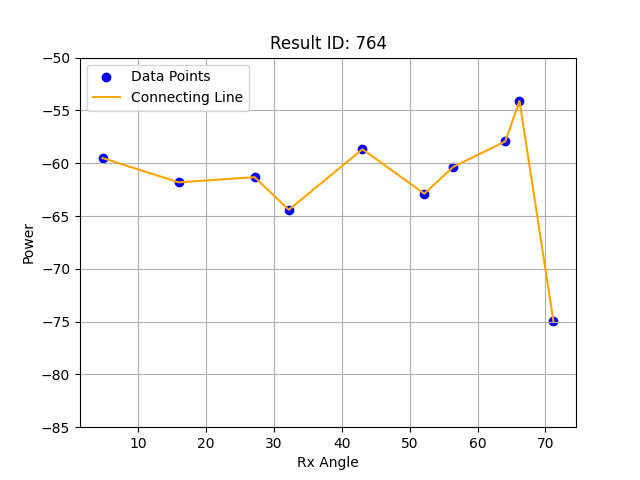 Result ID: 764
Data Points
Connecting Line
Power
−50
−55
−60
−65
−70
−75
−80
−85
10 20 30 40 50 60 70
Rx Angle